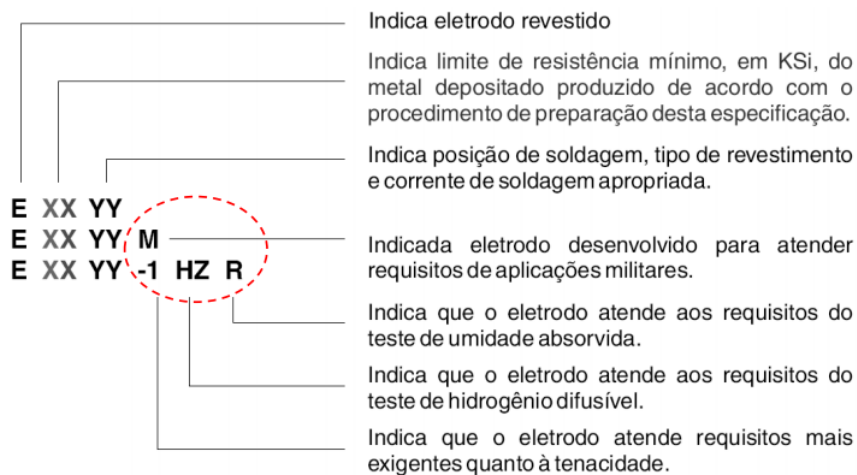 Indica eletrodo revestido
Indica limite de resistência mínimo, em KSi, do
metal depositado produzido de acordo com o
procedimento de preparação desta especificação.
Indica posição de soldagem, tipo de revestimento
e corrente de soldagem apropriada.
E XX YY
E XX YY M
E XX YY -1 HZ R
Indicada eletrodo desenvolvido para atender
requisitos de aplicações militares.
Indica que o eletrodo atende aos requisitos do
teste de umidade absorvida.
Indica que o eletrodo atende aos requisitos do
teste de hidrogênio difusível.
Indica que o eletrodo atende requisitos mais
exigentes quanto à tenacidade.